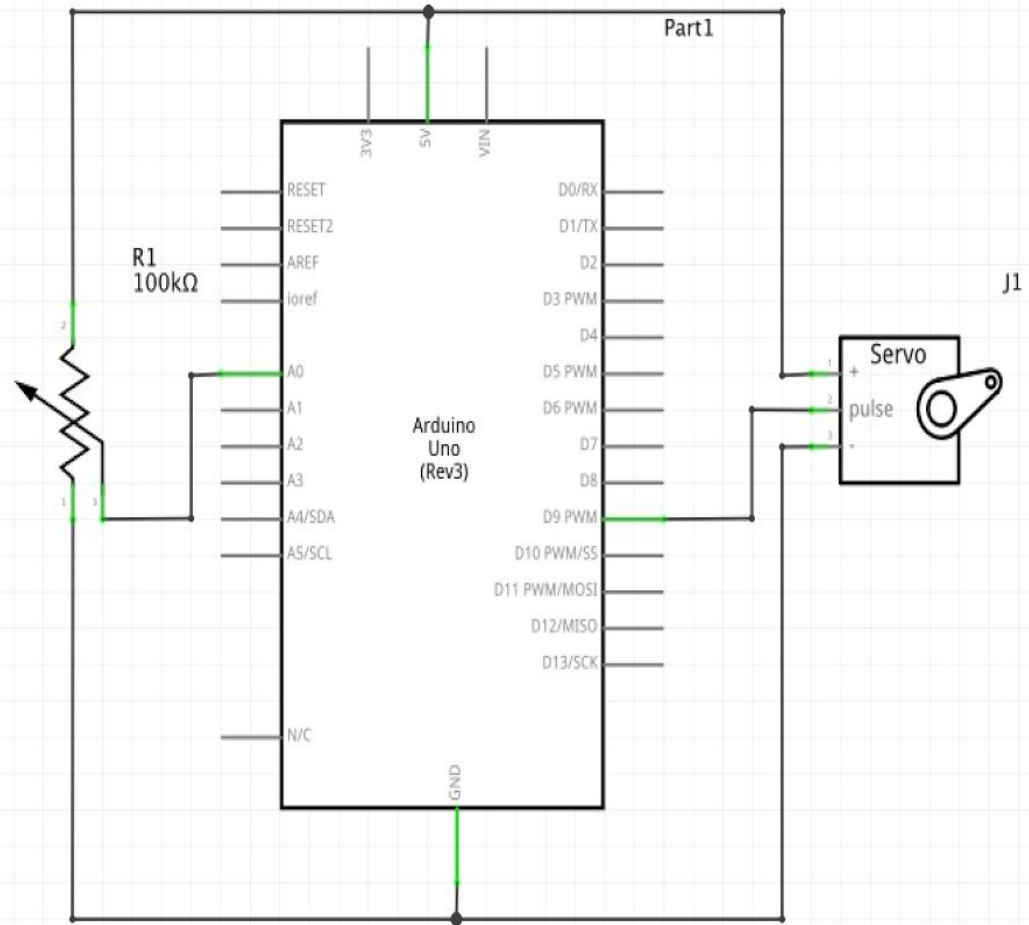 Part1
3V3
5V
VIN
RESET
RESET2
AREF
ioref
A0
A1
A2
A3
A4/SDA
A5/SCL
N/C
R1
100kΩ
2
1
3
Arduino
Uno
(Rev3)
D0/RX
D1/TX
D2
D3 PWM
D4
D5 PWM
D6 PWM
D7
D8
D9 PWM
D10 PWM/SS
D11 PWM/MOSI
D12/MISO
D13/SCK
GND
J1
Servo
1
+
2
pulse
3
-